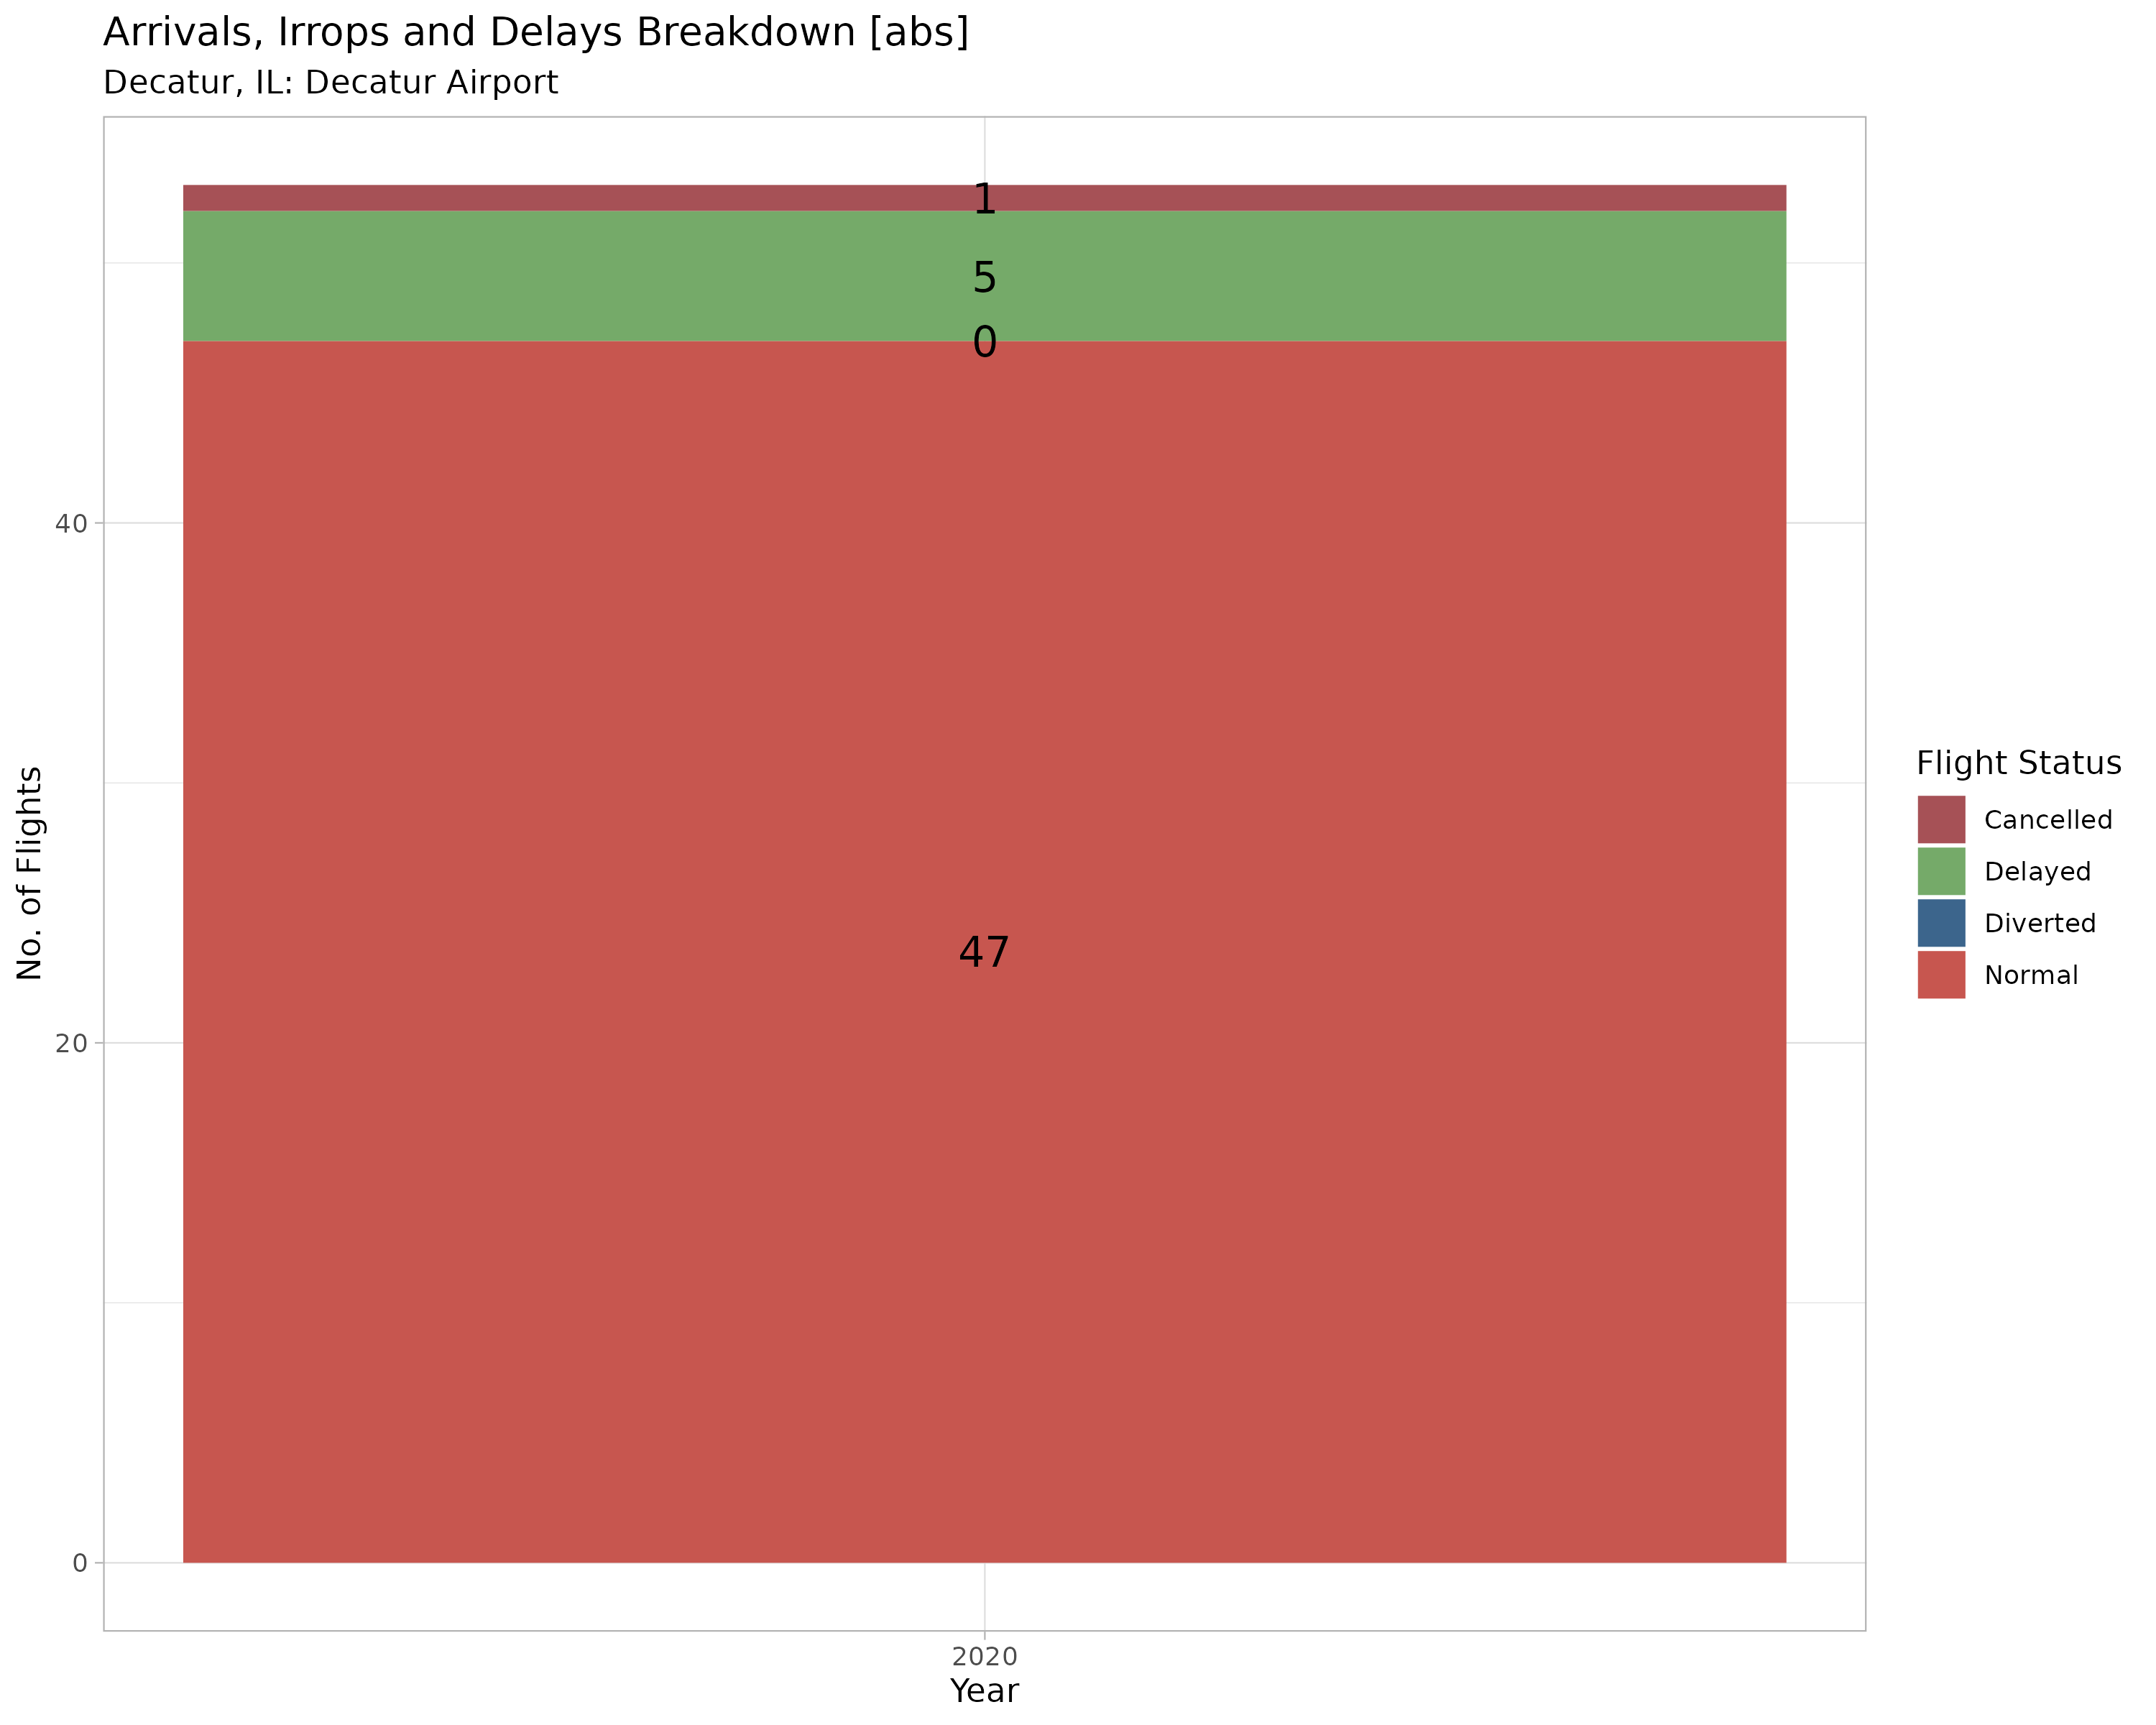 Arrivals, Irrops and Delays Breakdown [abs]
Decatur, IL: Decatur Airport
1
5
0
47
40
20
0
No. of Flights
2020
Year
Flight Status
Cancelled
Delayed
Diverted
Normal